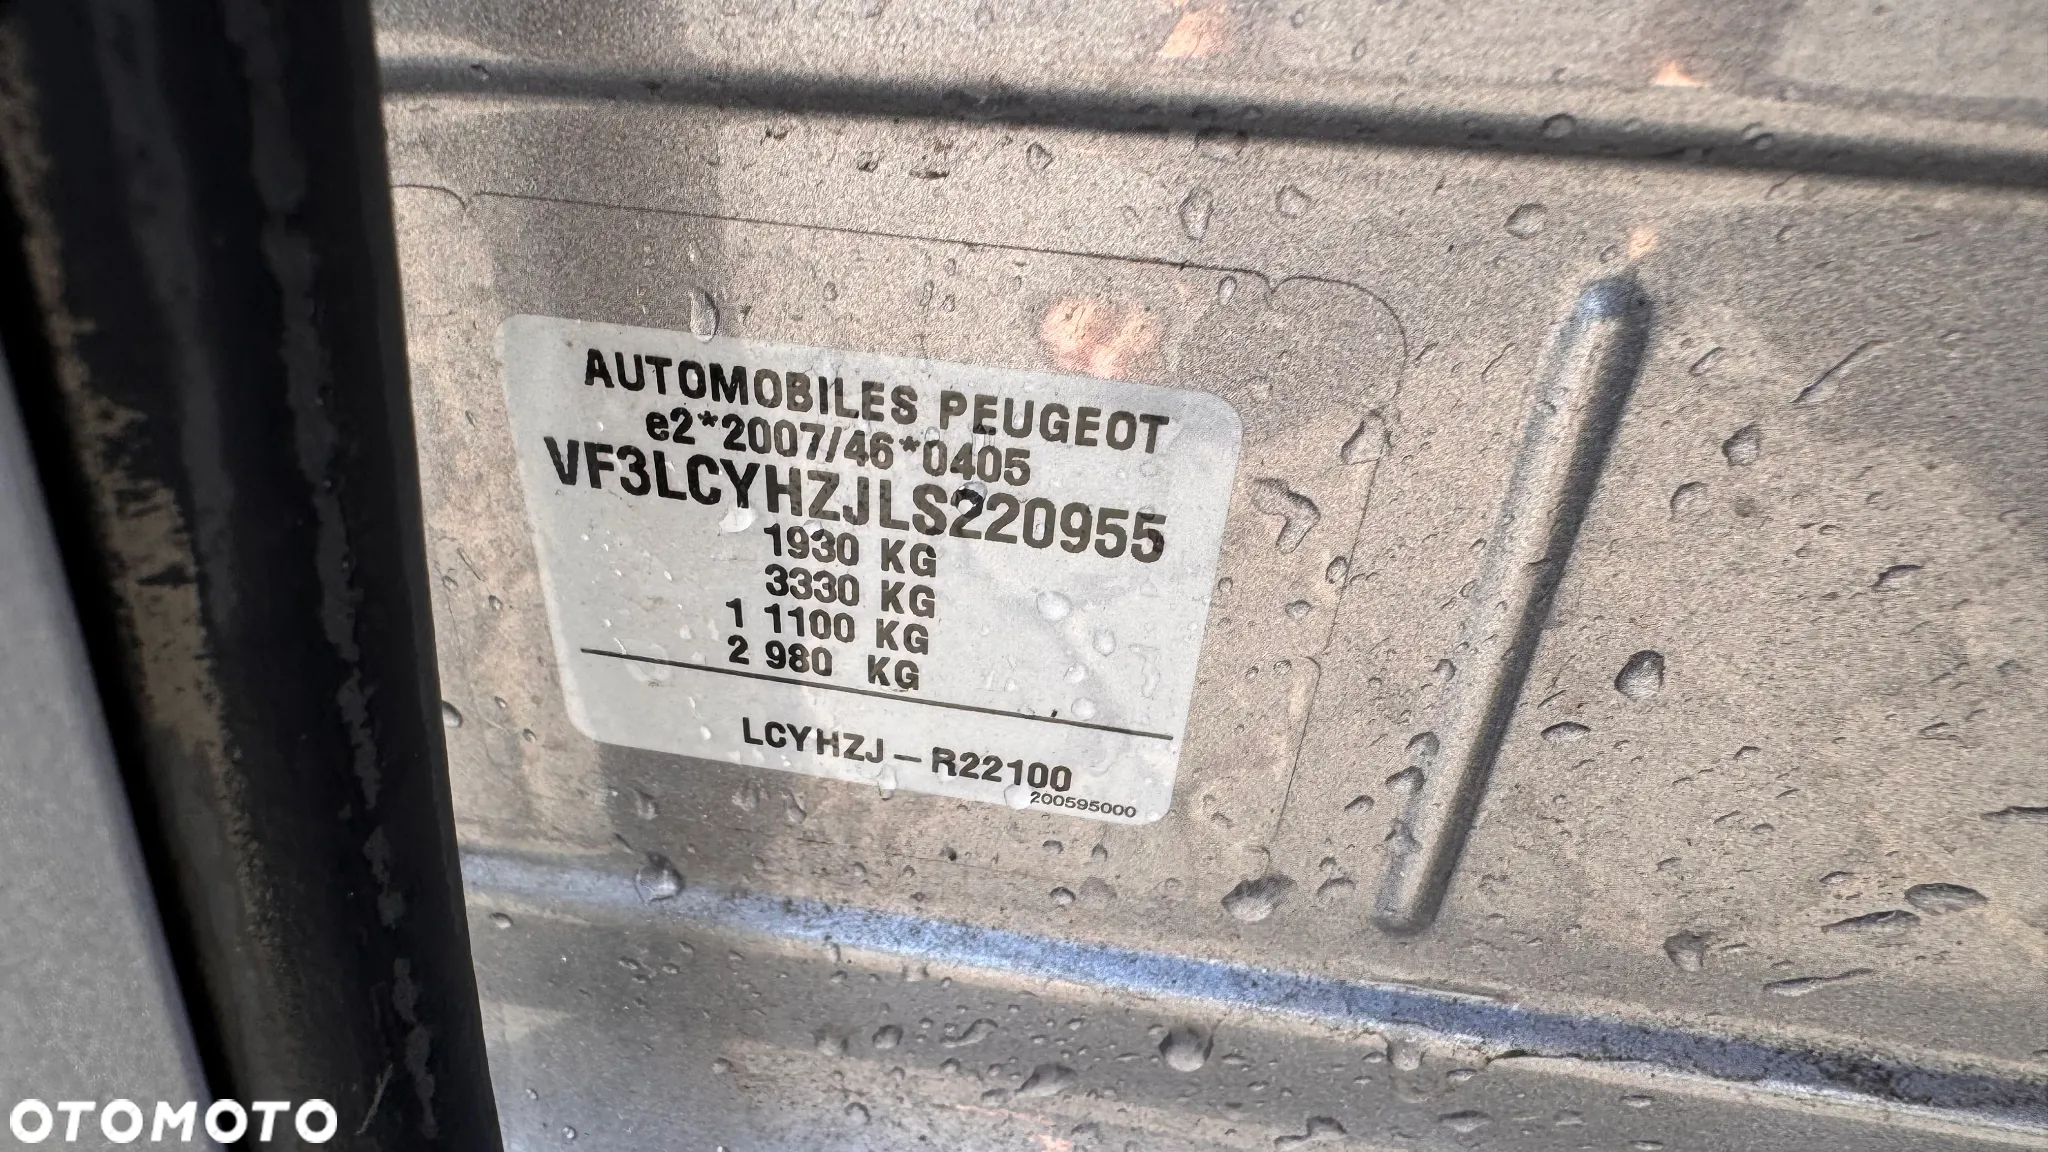 AUTOMOBILES PEUGEOT
e2*2007/46*0405
VF3LCYHZJLS220955
1930 KG
3330 KG
1 1100 KG
2 980 KG
LCYHZJ – R22100
200595000
OTOMOTO